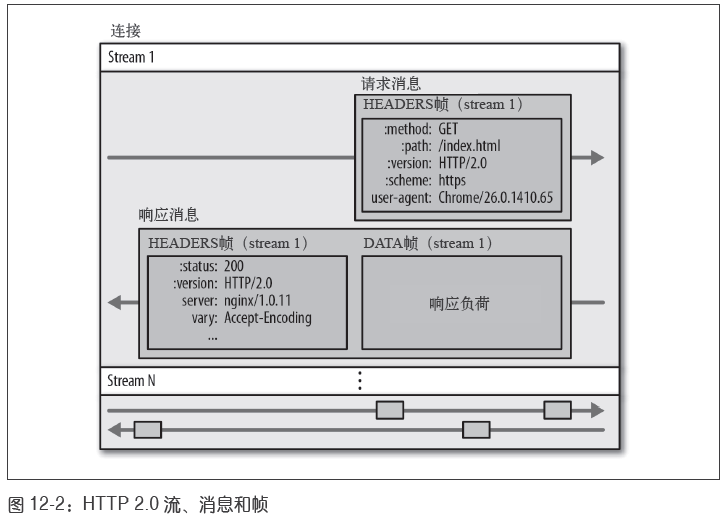 连接
Stream 1
请求消息
HEADERS帧（stream 1）
:method: GET
:path: /index.html
:version: HTTP/2.0
:scheme: https
user-agent: Chrome/26.0.1410.65
响应消息
HEADERS帧（stream 1）
:status: 200
:version: HTTP/2.0
server: nginx/1.0.11
vary: Accept-Encoding
...
DATA帧（stream 1）
响应负荷
Stream N
图 12-2：HTTP 2.0 流、消息和帧